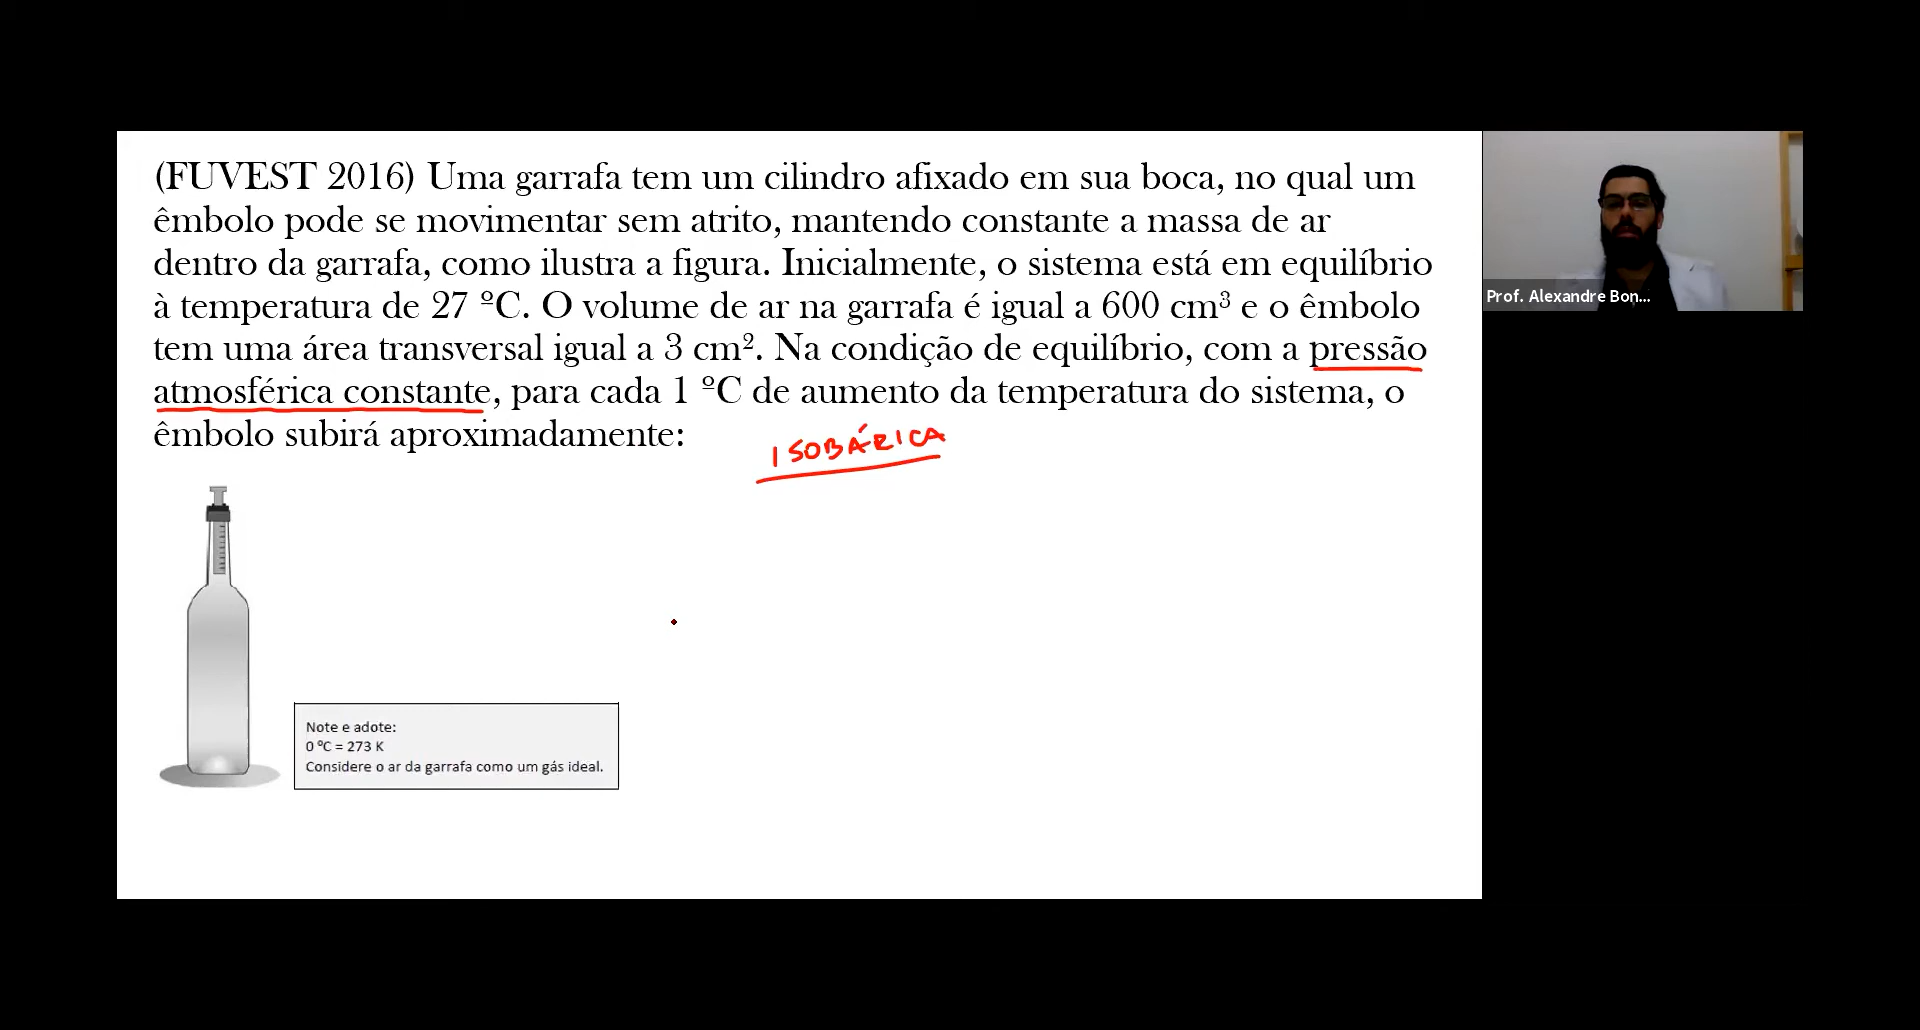 (FUVEST 2016) Uma garrafa tem um cilindro afixado em sua boca, no qual um
êmbolo pode se movimentar sem atrito, mantendo constante a massa de ar
dentro da garrafa, como ilustra a figura. Inicialmente, o sistema está em equilíbrio
à temperatura de 27 ºC. O volume de ar na garrafa é igual a 600 cm³ e o êmbolo
tem uma área transversal igual a 3 cm². Na condição de equilíbrio, com a pressão
atmosférica constante, para cada 1 ºC de aumento da temperatura do sistema, o
êmbolo subirá aproximadamente:
ISOBÁRICA
Note e adote:
0 ºC = 273 K
Considere o ar da garrafa como um gás ideal.
Prof. Alexandre Bon...